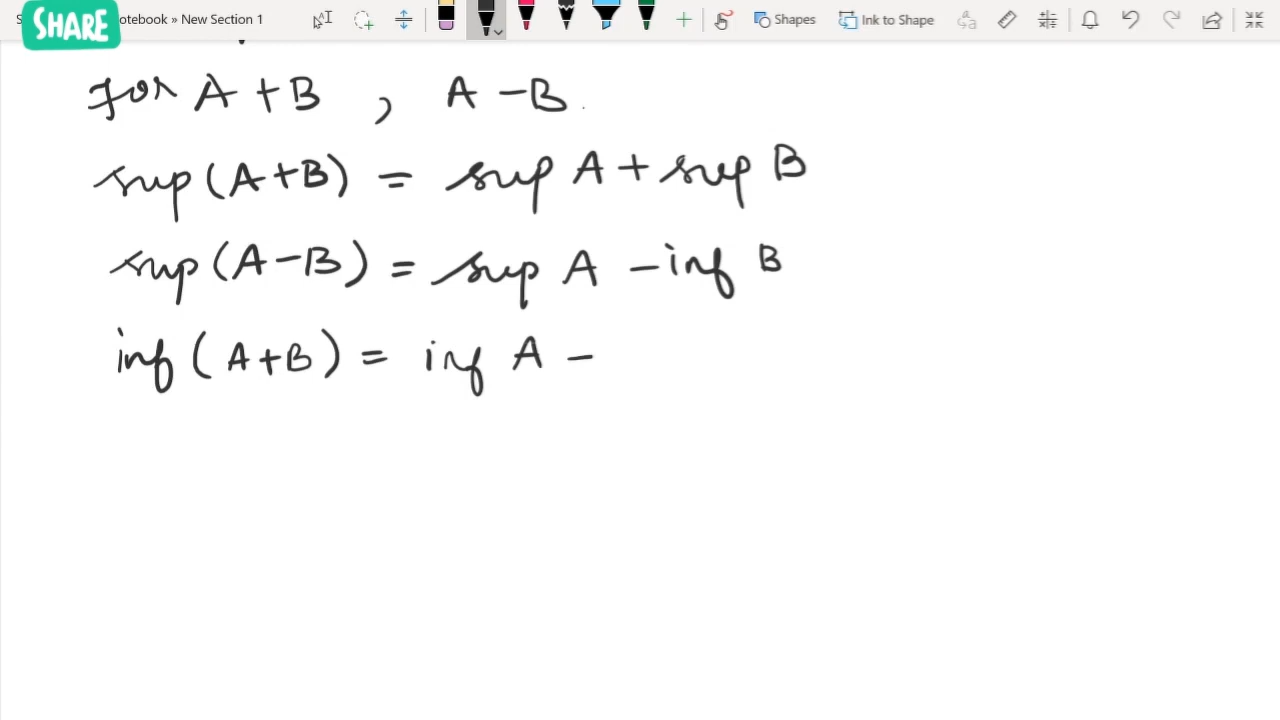 SHARE
otebook » New Section 1 Shapes Ink to Shape
for A + B , A - B
sup (A+B) = sup A + sup B
sup (A-B) = sup A - inf B
inf (A+B) = inf A -